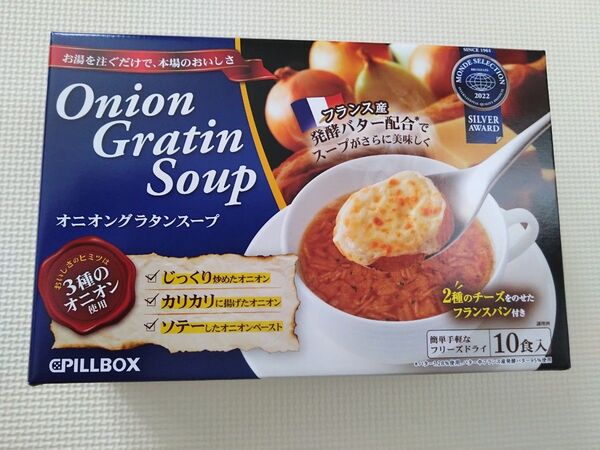 お湯を注ぐだけで、本場のおいしさ
Onion
Gratin
Soup
オニオングラタンスープ
おいしさのヒミツは
3種の
オニオン
使用
じっくり炒めたオニオン
カリカリに揚げたオニオン
ソテーしたオニオンペースト
PILLBOX
フランス産
発酵バター配合※で
スープがさらに美味しく
SINCE 1961
MONDE SELECTION
2022
SILVER
AWARD
2種のチーズをのせた
フランスパン付き
調理例
簡単手軽な
フリーズドライ
10食入